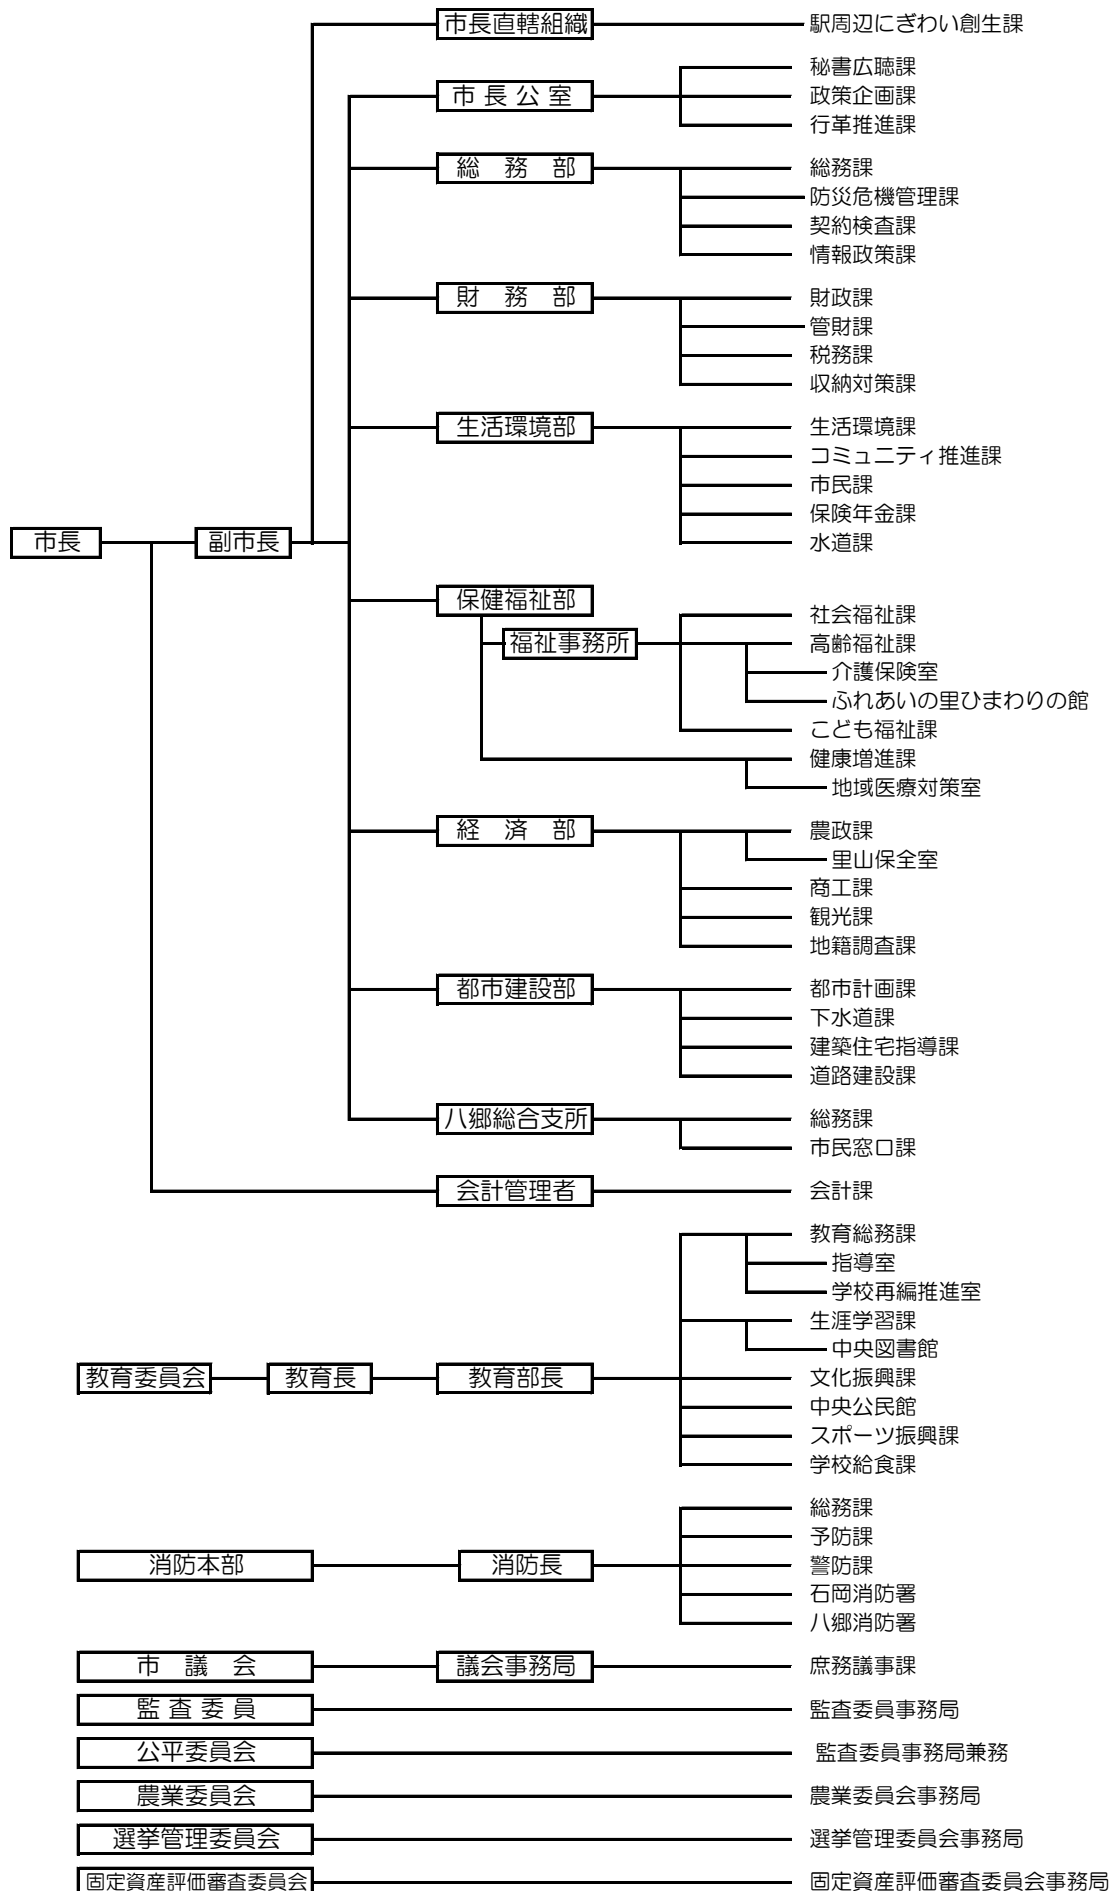 市長直轄組織 駅周辺にぎわい創生課
秘書広聴課
市長公室 政策企画課
行革推進課
総務部 総務課
防災危機管理課
契約検査課
情報政策課
財務部 財政課
管財課
税務課
収納対策課
生活環境部 生活環境課
コミュニティ推進課
市民課
保険年金課
市長 副市長 水道課
保健福祉部
社会福祉課
福祉事務所 高齢福祉課
介護保険室
ふれあいの里ひまわりの館
こども福祉課
健康増進課
地域医療対策室
経済部 農政課
里山保全室
商工課
観光課
地籍調査課
都市建設部 都市計画課
下水道課
建築住宅指導課
道路建設課
八郷総合支所 総務課
市民窓口課
会計管理者 会計課
教育総務課
指導室
学校再編推進室
生涯学習課
中央図書館
教育委員会 教育長 教育部長 文化振興課
中央公民館
スポーツ振興課
学校給食課
総務課
予防課
消防本部 消防長 警防課
石岡消防署
八郷消防署
市議会 議会事務局 庶務議事課
監査委員 監査委員事務局
公平委員会 監査委員事務局兼務
農業委員会 農業委員会事務局
選挙管理委員会 選挙管理委員会事務局
固定資産評価審査委員会 固定資産評価審査委員会事務局